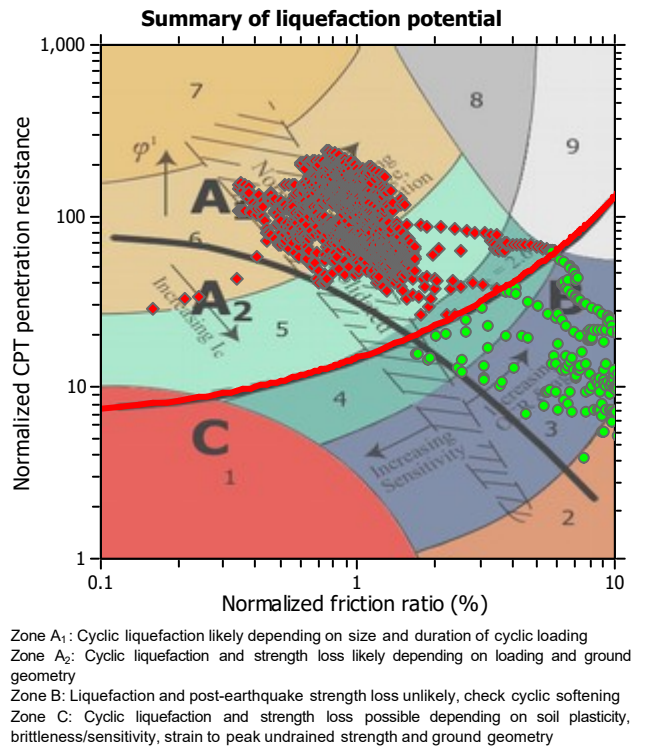 Summary of liquefaction potential
1,000
7
8
φ'
9
100
A
6
A2
B
Increasing Ic
5
10
4
C
Increasing
Sensitivity
3
1
2
1
0.1
1
10
Normalized CPT penetration resistance
Normalized friction ratio (%)
Zone A1: Cyclic liquefaction likely depending on size and duration of cyclic loading
Zone A2: Cyclic liquefaction and strength loss likely depending on loading and ground
geometry
Zone B: Liquefaction and post-earthquake strength loss unlikely, check cyclic softening
Zone C: Cyclic liquefaction and strength loss possible depending on soil plasticity,
brittleness/sensitivity, strain to peak undrained strength and ground geometry